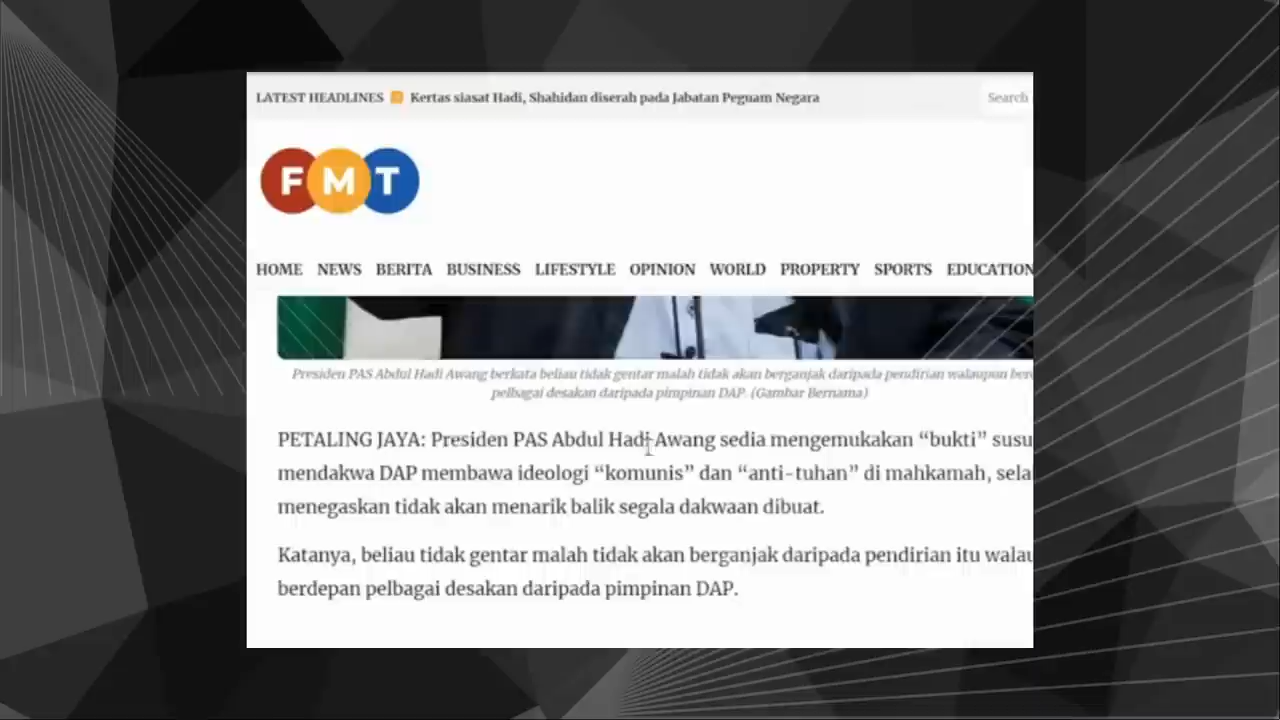 LATEST HEADLINES Kertas siasat Hadi, Shahidan diserah pada Jabatan Peguam Negara Search
FMT
HOME NEWS BERITA BUSINESS LIFESTYLE OPINION WORLD PROPERTY SPORTS EDUCATION
Presiden PAS Abdul Hadi Awang berkata beliau tidak gentar malah tidak akan berganjak daripada pendirian walaupun
pelbagai desakan daripada pimpinan DAP. (Gambar Bernama)
PETALING JAYA: Presiden PAS Abdul Hadi Awang sedia mengemukakan “bukti” susu
mendakwa DAP membawa ideologi “komunis” dan “anti-tuhan” di mahkamah, sela
menegaskan tidak akan menarik balik segala dakwaan dibuat.
Katanya, beliau tidak gentar malah tidak akan berganjak daripada pendirian itu walau
berdepan pelbagai desakan daripada pimpinan DAP.